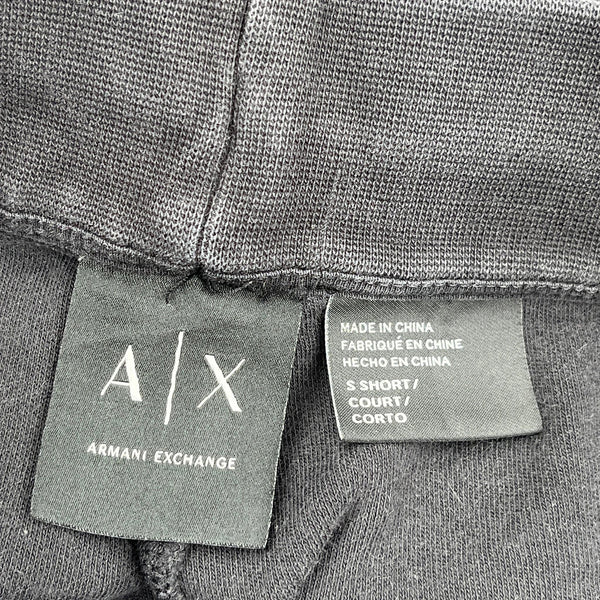 A|X
ARMANI EXCHANGE
MADE IN CHINA
FABRIQUÉ EN CHINE
HECHO EN CHINA
S SHORT/
COURT/
CORTO